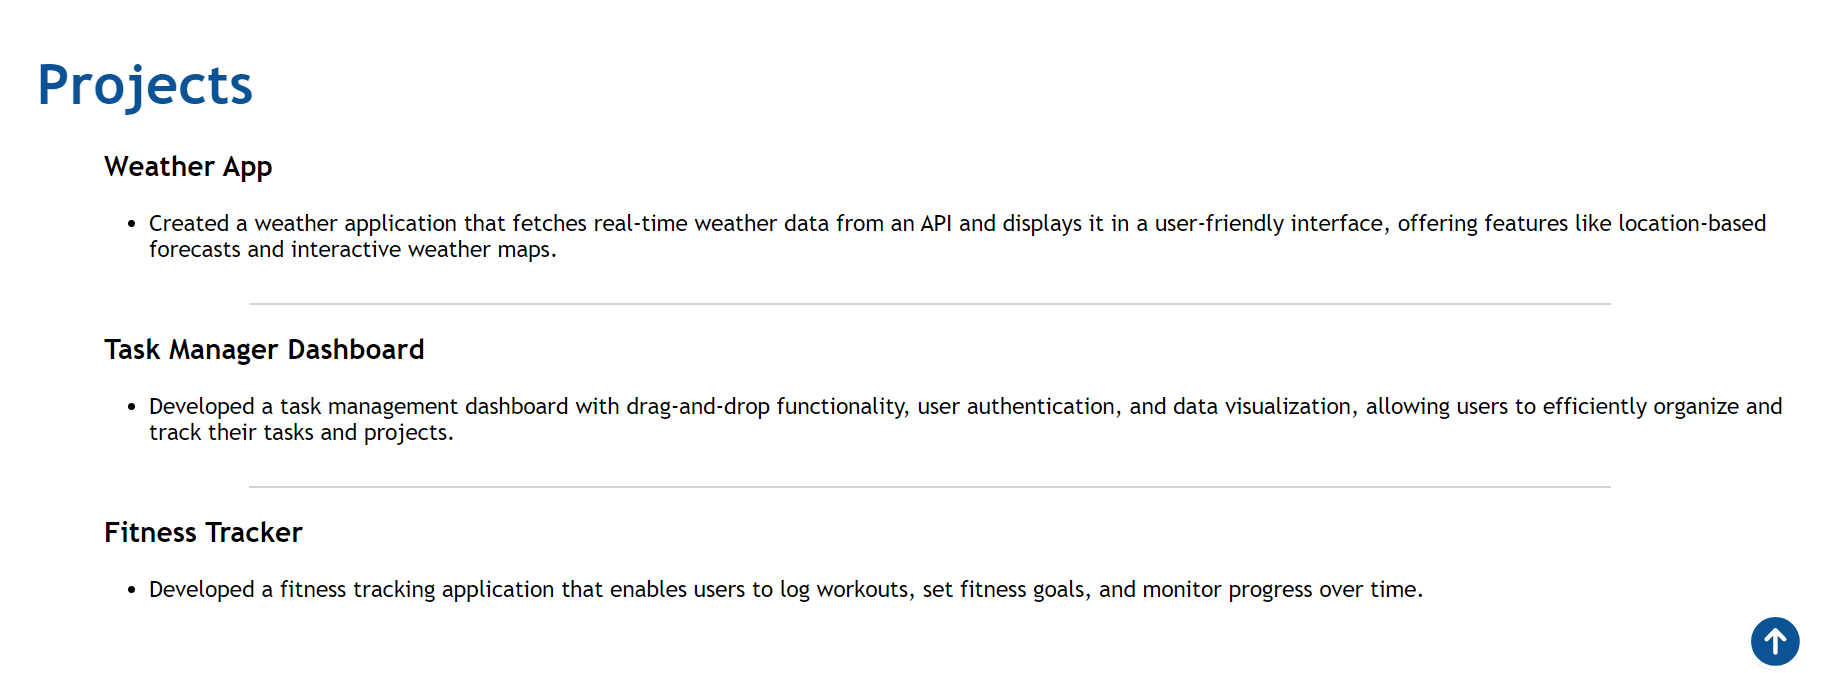 Projects
Weather App
• Created a weather application that fetches real-time weather data from an API and displays it in a user-friendly interface, offering features like location-based
forecasts and interactive weather maps.
Task Manager Dashboard
• Developed a task management dashboard with drag-and-drop functionality, user authentication, and data visualization, allowing users to efficiently organize and
track their tasks and projects.
Fitness Tracker
• Developed a fitness tracking application that enables users to log workouts, set fitness goals, and monitor progress over time.